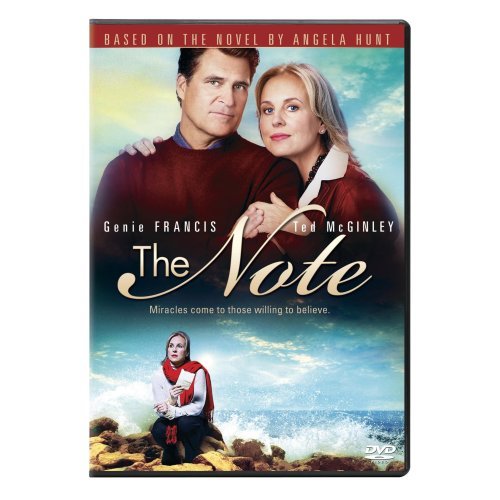 BASED ON THE NOVEL BY ANGELA HUNT
Genie FRANCIS Ted McGINLEY
The Note
Miracles come to those willing to believe.
DVD